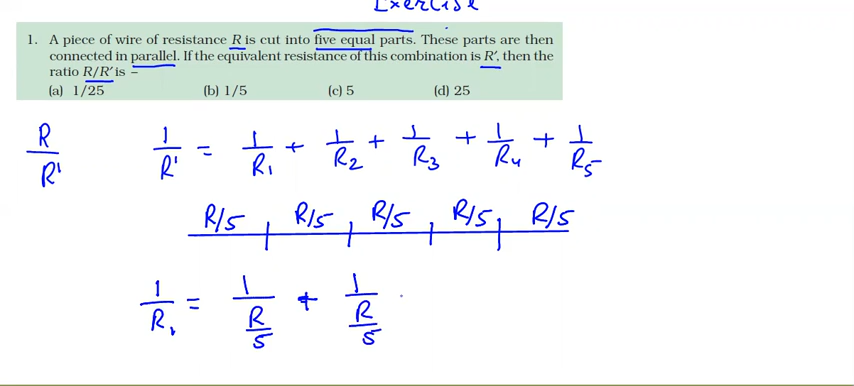 Exercise
1. A piece of wire of resistance R is cut into five equal parts. These parts are then
connected in parallel. If the equivalent resistance of this combination is R′, then the
ratio R/R′ is –
(a) 1/25 (b) 1/5 (c) 5 (d) 25
R/R' 1/R' = 1/R₁ + 1/R₂ + 1/R₃ + 1/R₄ + 1/R₅
R/5 R/5 R/5 R/5 R/5
1/R₁ = 1/(R/5) + 1/(R/5)